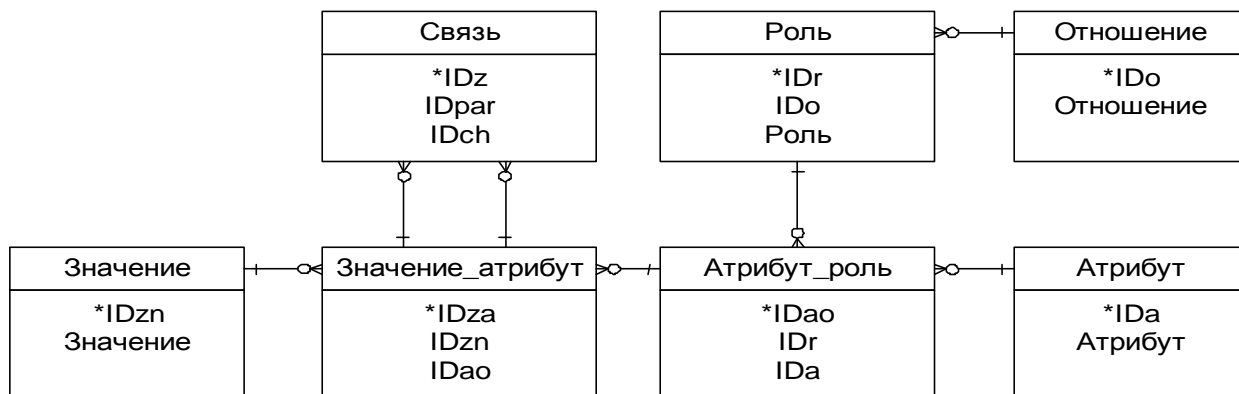 Связь
*IDz
IDpar
IDch
Роль
*IDr
IDo
Роль
Отношение
*IDo
Отношение
Значение
*IDzn
Значение
Значение_атрибут
*IDza
IDzn
IDao
Атрибут_роль
*IDao
IDr
IDa
Атрибут
*IDa
Атрибут